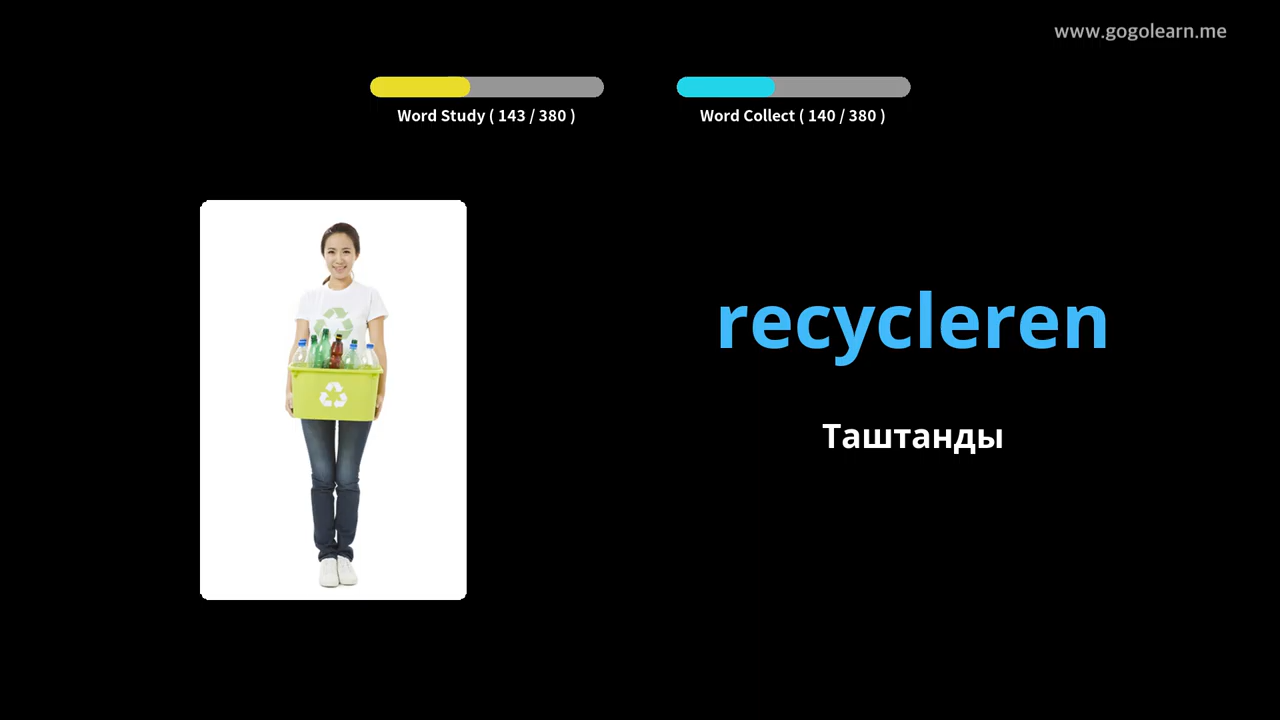 www.gogolearn.me
Word Study ( 143 / 380 )
Word Collect ( 140 / 380 )
recycleren
Таштанды